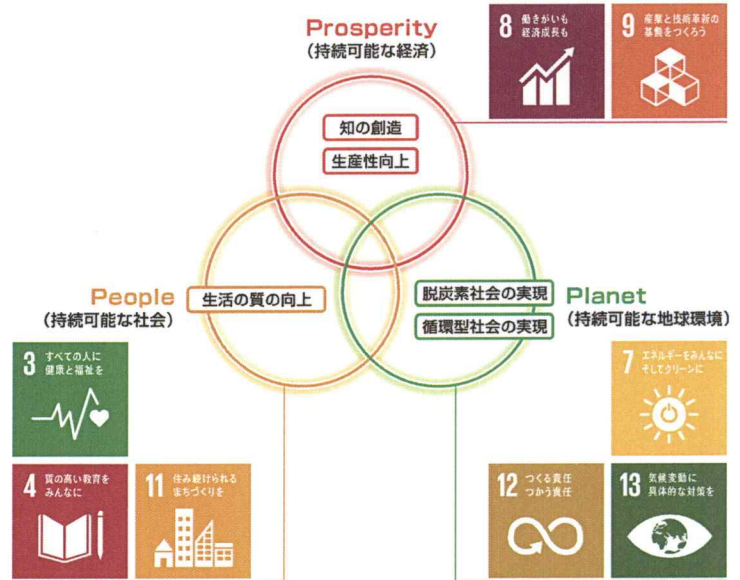 Prosperity
(持続可能な経済)
8 働きがいも
経済成長も
9 産業と技術革新の
基盤をつくろう
知の創造
生産性向上
People
(持続可能な社会)
生活の質の向上
脱炭素社会の実現
循環型社会の実現
Planet
(持続可能な地球環境)
3 すべての人に
健康と福祉を
4 質の高い教育を
みんなに
11 住み続けられる
まちづくりを
7 エネルギーをみんなに
そしてクリーンに
12 つくる責任
つかう責任
13 気候変動に
具体的な対策を